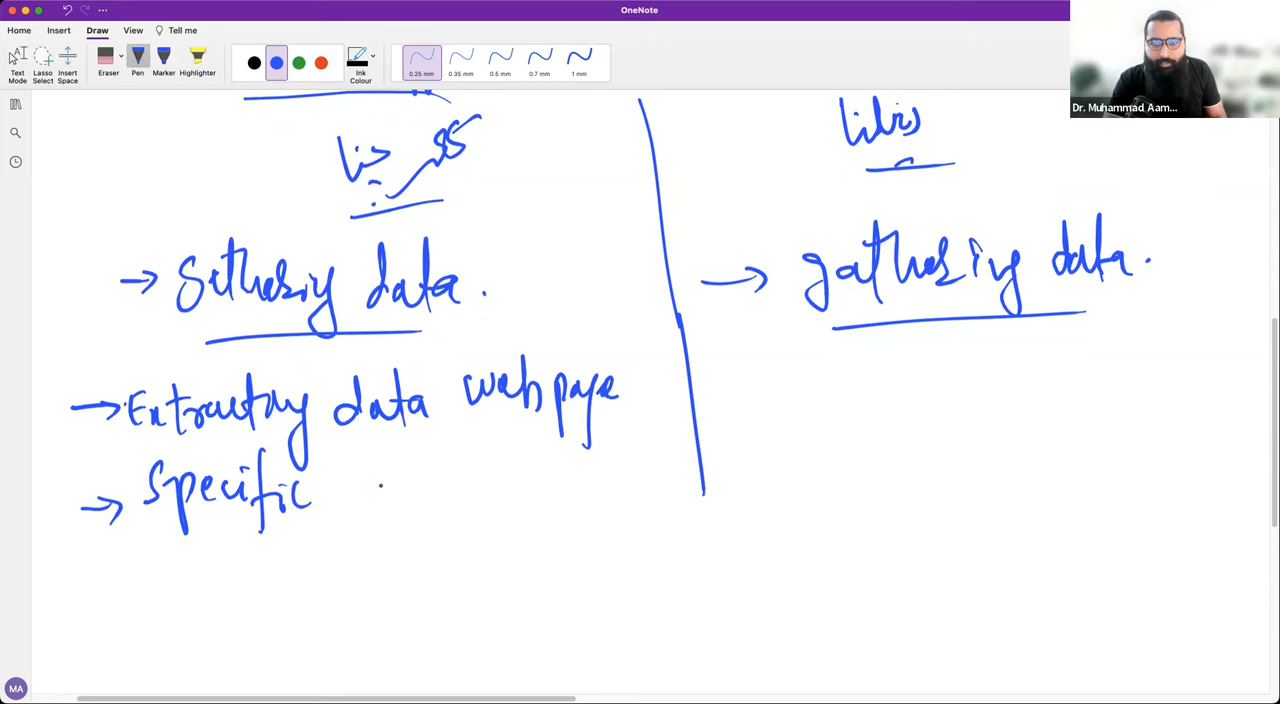 OneNote
Home Insert Draw View Tell me
Text Mode
Lasso Select
Insert Space
Eraser
Pen
Marker
Highlighter
Ink Colour
0.25 mm
0.35 mm
0.5 mm
0.7 mm
1 mm
Dr. Muhammad Aam...
→ Gathering data.
→ Extracting data webpage
→ Specific
→ gathering data.
MA